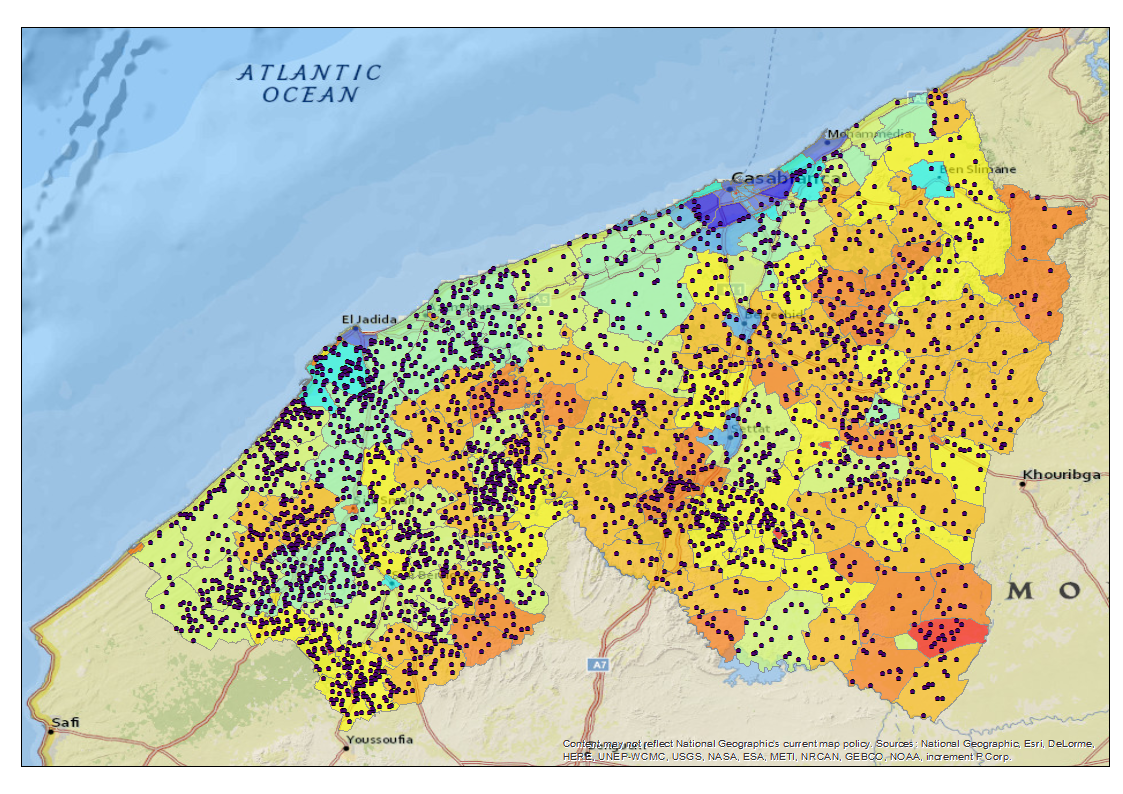 ATLANTIC
OCEAN
Mohammedia
Casablanca
Ben Slimane
El Jadida
Settat
Khouribga
M O
A7
Safi
Youssoufia
Content may not reflect National Geographic's current map policy. Sources: National Geographic, Esri, DeLorme,
HERE, UNEP-WCMC, USGS, NASA, ESA, METI, NRCAN, GEBCO, NOAA, increment P Corp.